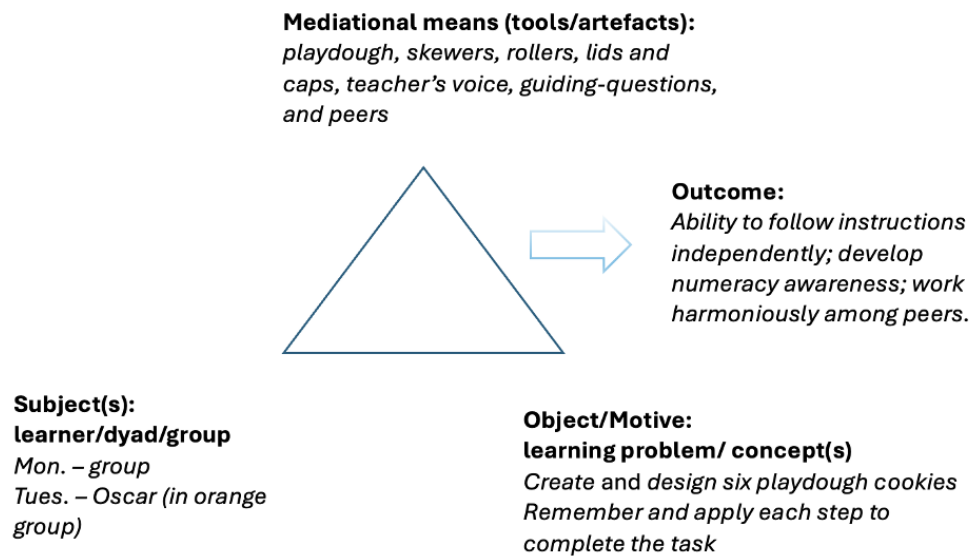 Mediational means (tools/artefacts):
playdough, skewers, rollers, lids and
caps, teacher’s voice, guiding-questions,
and peers
Outcome:
Ability to follow instructions
independently; develop
numeracy awareness; work
harmoniously among peers.
Subject(s):
learner/dyad/group
Mon. – group
Tues. – Oscar (in orange
group)
Object/Motive:
learning problem/ concept(s)
Create and design six playdough cookies
Remember and apply each step to
complete the task